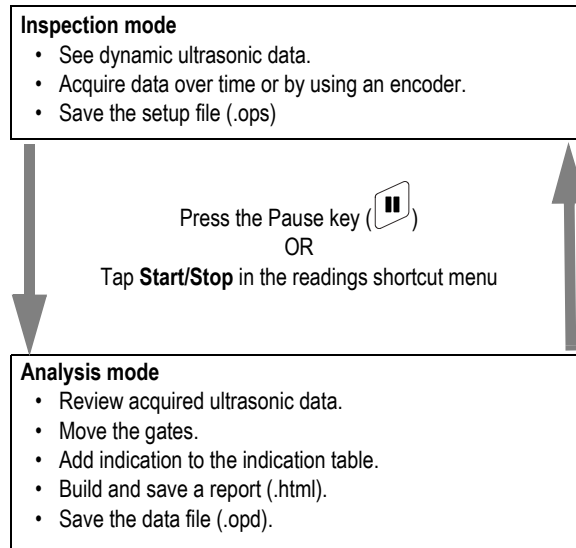 Inspection mode
• See dynamic ultrasonic data.
• Acquire data over time or by using an encoder.
• Save the setup file (.ops)
Press the Pause key ( )
OR
Tap Start/Stop in the readings shortcut menu
Analysis mode
• Review acquired ultrasonic data.
• Move the gates.
• Add indication to the indication table.
• Build and save a report (.html).
• Save the data file (.opd).